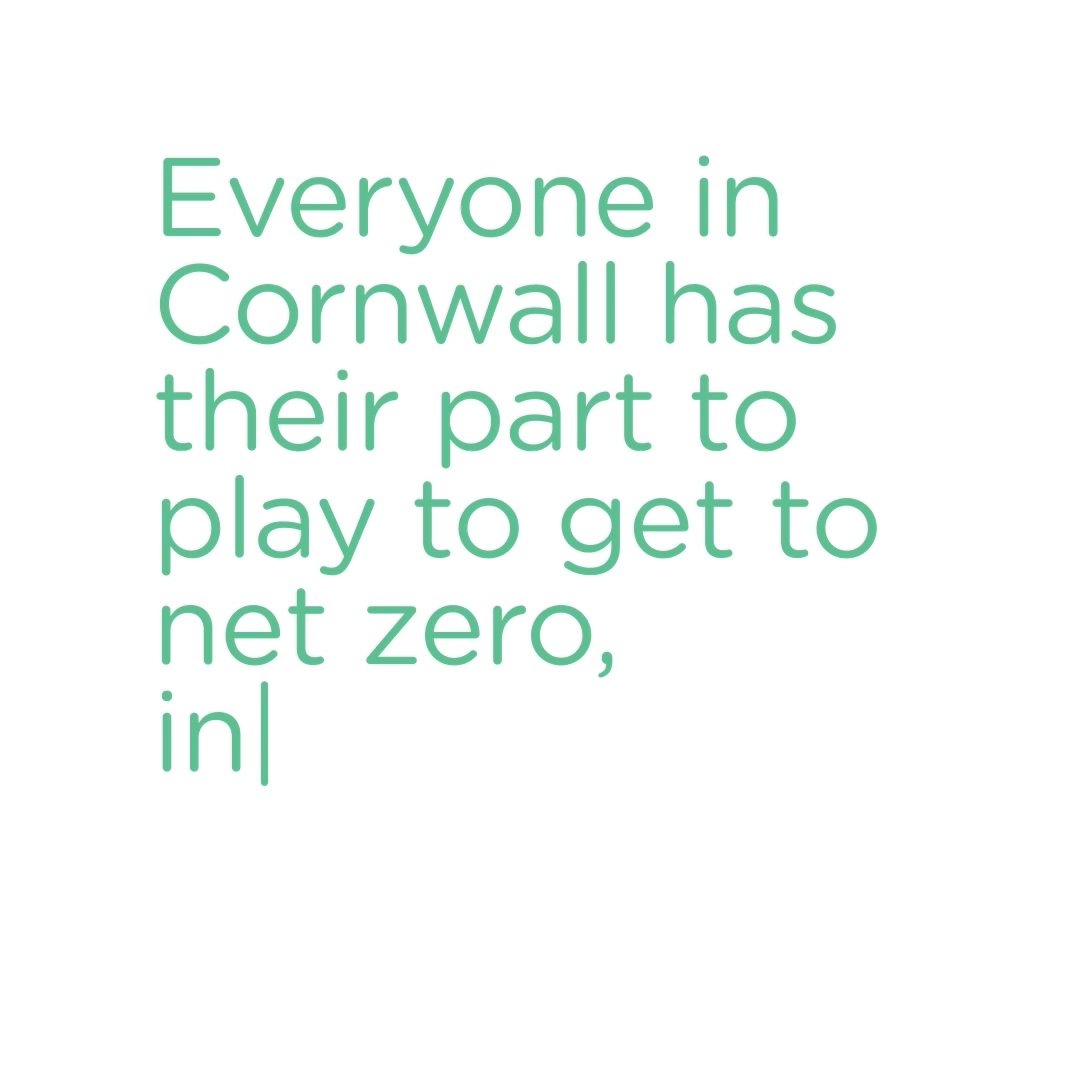 Everyone in
Cornwall has
their part to
play to get to
net zero,
in|